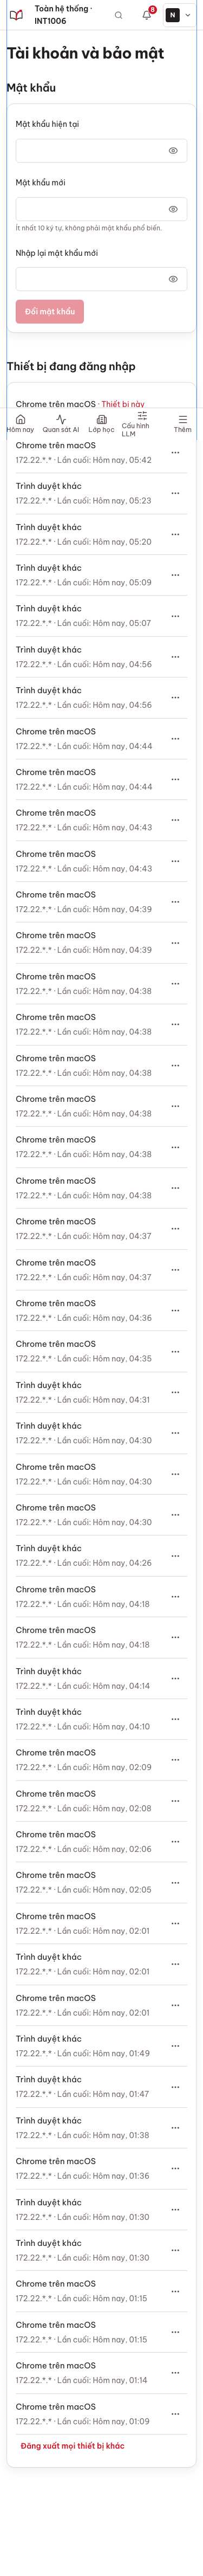 Toàn hệ thống ·
INT1006
8
N
Tài khoản và bảo mật
Mật khẩu
Mật khẩu hiện tại
Mật khẩu mới
Ít nhất 10 ký tự, không phải mật khẩu phổ biến.
Nhập lại mật khẩu mới
Đổi mật khẩu
Thiết bị đang đăng nhập
Chrome trên macOS · Thiết bị này
Hôm nay
Quan sát AI
Lớp học
Cấu hình
LLM
Thêm
Chrome trên macOS
172.22.*.* · Lần cuối: Hôm nay, 05:42
Trình duyệt khác
172.22.*.* · Lần cuối: Hôm nay, 05:23
Trình duyệt khác
172.22.*.* · Lần cuối: Hôm nay, 05:20
Trình duyệt khác
172.22.*.* · Lần cuối: Hôm nay, 05:09
Trình duyệt khác
172.22.*.* · Lần cuối: Hôm nay, 05:07
Trình duyệt khác
172.22.*.* · Lần cuối: Hôm nay, 04:56
Trình duyệt khác
172.22.*.* · Lần cuối: Hôm nay, 04:56
Chrome trên macOS
172.22.*.* · Lần cuối: Hôm nay, 04:44
Chrome trên macOS
172.22.*.* · Lần cuối: Hôm nay, 04:44
Chrome trên macOS
172.22.*.* · Lần cuối: Hôm nay, 04:43
Chrome trên macOS
172.22.*.* · Lần cuối: Hôm nay, 04:43
Chrome trên macOS
172.22.*.* · Lần cuối: Hôm nay, 04:39
Chrome trên macOS
172.22.*.* · Lần cuối: Hôm nay, 04:39
Chrome trên macOS
172.22.*.* · Lần cuối: Hôm nay, 04:38
Chrome trên macOS
172.22.*.* · Lần cuối: Hôm nay, 04:38
Chrome trên macOS
172.22.*.* · Lần cuối: Hôm nay, 04:38
Chrome trên macOS
172.22.*.* · Lần cuối: Hôm nay, 04:38
Chrome trên macOS
172.22.*.* · Lần cuối: Hôm nay, 04:38
Chrome trên macOS
172.22.*.* · Lần cuối: Hôm nay, 04:38
Chrome trên macOS
172.22.*.* · Lần cuối: Hôm nay, 04:37
Chrome trên macOS
172.22.*.* · Lần cuối: Hôm nay, 04:37
Chrome trên macOS
172.22.*.* · Lần cuối: Hôm nay, 04:36
Chrome trên macOS
172.22.*.* · Lần cuối: Hôm nay, 04:35
Trình duyệt khác
172.22.*.* · Lần cuối: Hôm nay, 04:31
Trình duyệt khác
172.22.*.* · Lần cuối: Hôm nay, 04:30
Chrome trên macOS
172.22.*.* · Lần cuối: Hôm nay, 04:30
Chrome trên macOS
172.22.*.* · Lần cuối: Hôm nay, 04:30
Trình duyệt khác
172.22.*.* · Lần cuối: Hôm nay, 04:26
Chrome trên macOS
172.22.*.* · Lần cuối: Hôm nay, 04:18
Chrome trên macOS
172.22.*.* · Lần cuối: Hôm nay, 04:18
Trình duyệt khác
172.22.*.* · Lần cuối: Hôm nay, 04:14
Trình duyệt khác
172.22.*.* · Lần cuối: Hôm nay, 04:10
Chrome trên macOS
172.22.*.* · Lần cuối: Hôm nay, 02:09
Chrome trên macOS
172.22.*.* · Lần cuối: Hôm nay, 02:08
Chrome trên macOS
172.22.*.* · Lần cuối: Hôm nay, 02:06
Chrome trên macOS
172.22.*.* · Lần cuối: Hôm nay, 02:05
Chrome trên macOS
172.22.*.* · Lần cuối: Hôm nay, 02:01
Trình duyệt khác
172.22.*.* · Lần cuối: Hôm nay, 02:01
Chrome trên macOS
172.22.*.* · Lần cuối: Hôm nay, 02:01
Trình duyệt khác
172.22.*.* · Lần cuối: Hôm nay, 01:49
Trình duyệt khác
172.22.*.* · Lần cuối: Hôm nay, 01:47
Trình duyệt khác
172.22.*.* · Lần cuối: Hôm nay, 01:38
Chrome trên macOS
172.22.*.* · Lần cuối: Hôm nay, 01:36
Trình duyệt khác
172.22.*.* · Lần cuối: Hôm nay, 01:30
Trình duyệt khác
172.22.*.* · Lần cuối: Hôm nay, 01:30
Chrome trên macOS
172.22.*.* · Lần cuối: Hôm nay, 01:15
Chrome trên macOS
172.22.*.* · Lần cuối: Hôm nay, 01:15
Chrome trên macOS
172.22.*.* · Lần cuối: Hôm nay, 01:14
Chrome trên macOS
172.22.*.* · Lần cuối: Hôm nay, 01:09
Đăng xuất mọi thiết bị khác